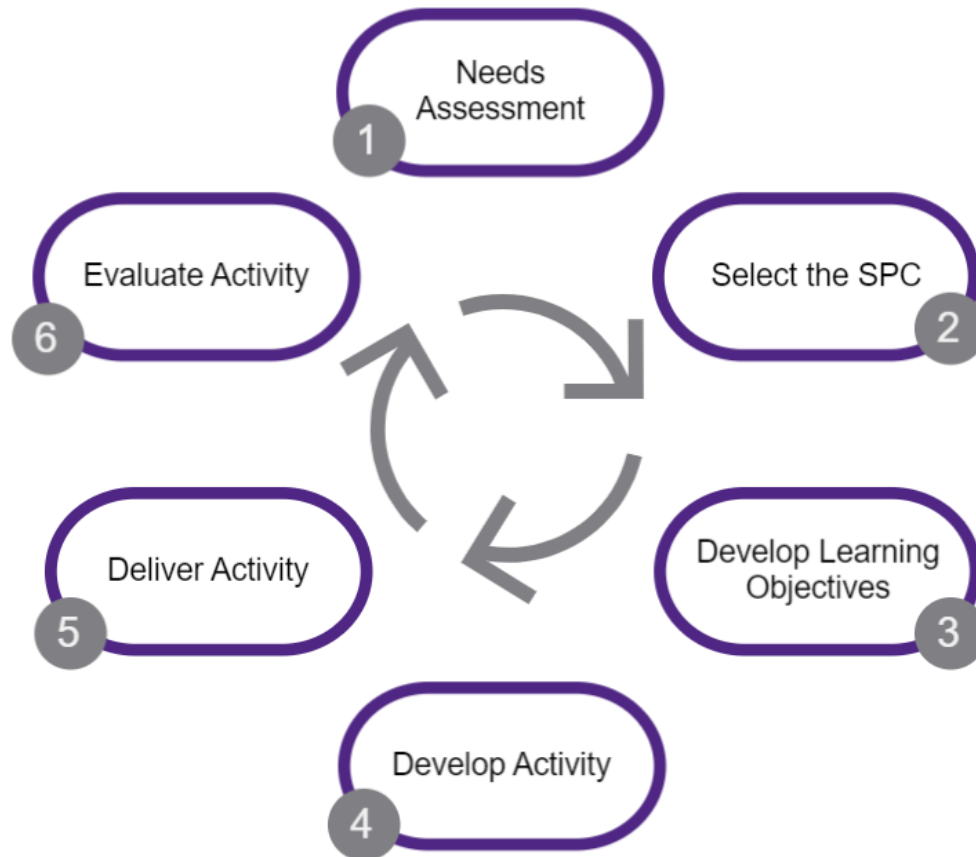 Needs
Assessment
1
Select the SPC
2
Develop Learning
Objectives
3
Develop Activity
4
Deliver Activity
5
Evaluate Activity
6